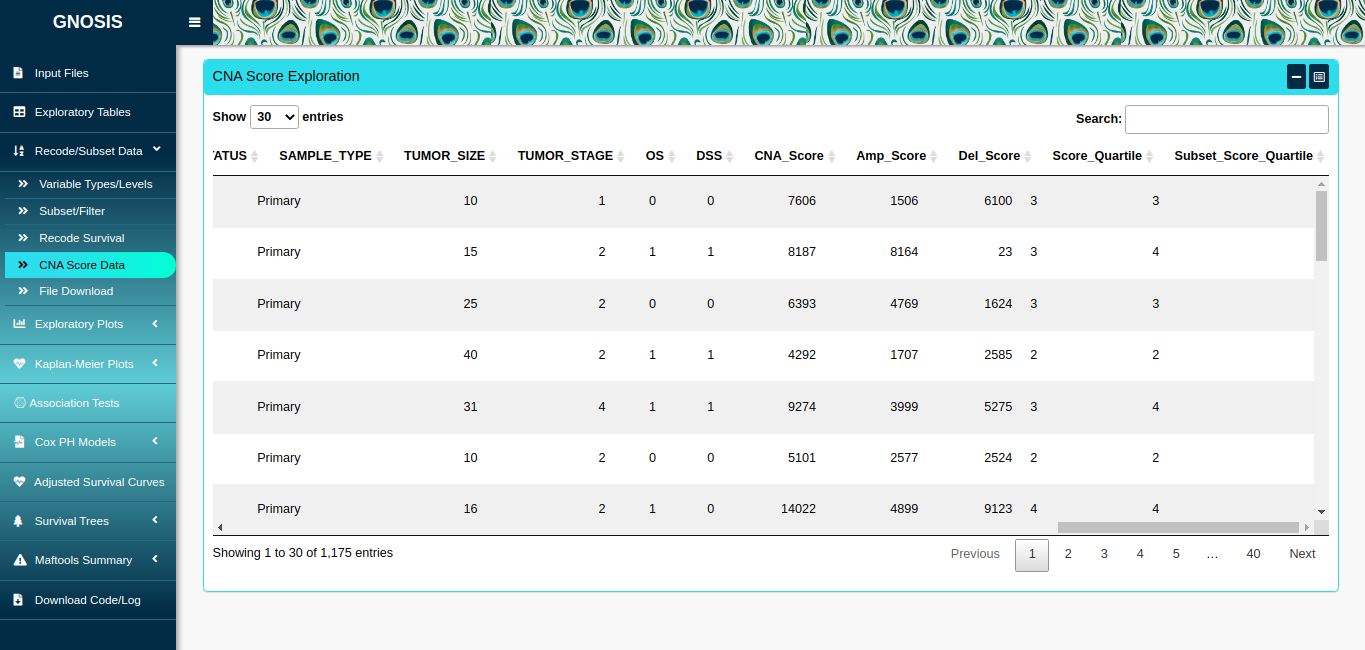 GNOSIS
Input Files
Exploratory Tables
Recode/Subset Data
Variable Types/Levels
Subset/Filter
Recode Survival
CNA Score Data
File Download
Exploratory Plots
Kaplan-Meier Plots
Association Tests
Cox PH Models
Adjusted Survival Curves
Survival Trees
Maftools Summary
Download Code/Log
CNA Score Exploration
Show 30 entries Search:
ATUS SAMPLE_TYPE TUMOR_SIZE TUMOR_STAGE OS DSS CNA_Score Amp_Score Del_Score Score_Quartile Subset_Score_Quartile
Primary 10 1 0 0 7606 1506 6100 3 3
Primary 15 2 1 1 8187 8164 23 3 4
Primary 25 2 0 0 6393 4769 1624 3 3
Primary 40 2 1 1 4292 1707 2585 2 2
Primary 31 4 1 1 9274 3999 5275 3 4
Primary 10 2 0 0 5101 2577 2524 2 2
Primary 16 2 1 0 14022 4899 9123 4 4
Showing 1 to 30 of 1,175 entries Previous 1 2 3 4 5 … 40 Next